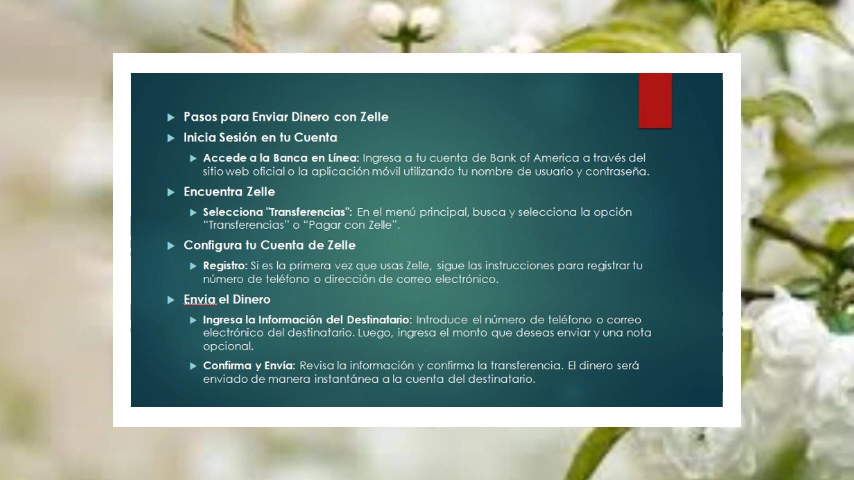 Pasos para Enviar Dinero con Zelle
Inicia Sesión en tu Cuenta
Accede a la Banca en Línea: Ingresa a tu cuenta de Bank of America a través del
sitio web oficial o la aplicación móvil utilizando tu nombre de usuario y contraseña.
Encuentra Zelle
Selecciona "Transferencias": En el menú principal, busca y selecciona la opción
“Transferencias” o “Pagar con Zelle”.
Configura tu Cuenta de Zelle
Registro: Si es la primera vez que usas Zelle, sigue las instrucciones para registrar tu
número de teléfono o dirección de correo electrónico.
Envia el Dinero
Ingresa la Información del Destinatario: Introduce el número de teléfono o correo
electrónico del destinatario. Luego, ingresa el monto que deseas enviar y una nota
opcional.
Confirma y Envía: Revisa la información y confirma la transferencia. El dinero será
enviado de manera instantánea a la cuenta del destinatario.